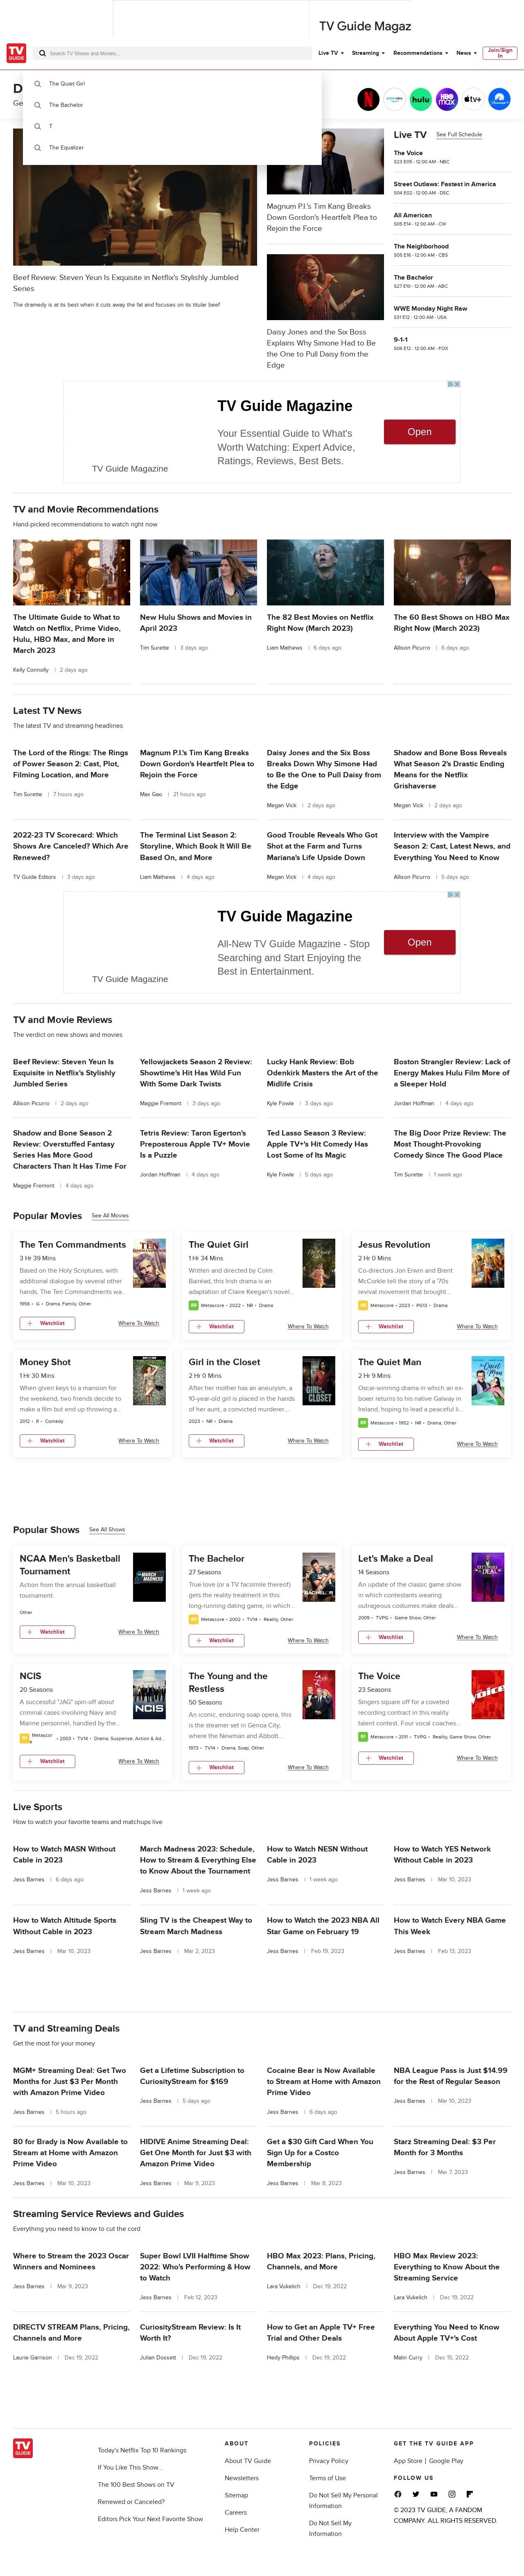 TV Guide Magaz
TV GUIDE
Search TV Shows and Movies...
Live TV
Streaming
Recommendations
News
Join/Sign In
The Quiet Girl
The Bachelor
T
The Equalizer
D
Ge
NETFLIX
hulu
HBO MAX
tv+
Paramount+
Beef Review: Steven Yeun Is Exquisite in Netflix's Stylishly Jumbled Series
The dramedy is at its best when it cuts away the fat and focuses on its titular beef
Magnum P.I.'s Tim Kang Breaks Down Gordon's Heartfelt Plea to Rejoin the Force
Daisy Jones and the Six Boss Explains Why Simone Had to Be the One to Pull Daisy from the Edge
Live TV
See Full Schedule
The Voice
S23 E05 · 12:00 AM · NBC
Street Outlaws: Fastest in America
S04 E02 · 12:00 AM · DSC
All American
S05 E14 · 12:00 AM · CW
The Neighborhood
S05 E16 · 12:00 AM · CBS
The Bachelor
S27 E10 · 12:00 AM · ABC
WWE Monday Night Raw
S31 E12 · 12:00 AM · USA
9-1-1
S06 E12 · 12:00 AM · FOX
TV Guide Magazine
Your Essential Guide to What's Worth Watching: Expert Advice, Ratings, Reviews, Best Bets.
TV Guide Magazine
Open
TV and Movie Recommendations
Hand-picked recommendations to watch right now
The Ultimate Guide to What to Watch on Netflix, Prime Video, Hulu, HBO Max, and More in March 2023
Kelly Connolly | 2 days ago
New Hulu Shows and Movies in April 2023
Tim Surette | 3 days ago
The 82 Best Movies on Netflix Right Now (March 2023)
Liam Mathews | 6 days ago
The 60 Best Shows on HBO Max Right Now (March 2023)
Allison Picurro | 6 days ago
Latest TV News
The latest TV and streaming headlines
The Lord of the Rings: The Rings of Power Season 2: Cast, Plot, Filming Location, and More
Tim Surette | 7 hours ago
Magnum P.I.'s Tim Kang Breaks Down Gordon's Heartfelt Plea to Rejoin the Force
Max Gao | 21 hours ago
Daisy Jones and the Six Boss Breaks Down Why Simone Had to Be the One to Pull Daisy from the Edge
Megan Vick | 2 days ago
Shadow and Bone Boss Reveals What Season 2's Drastic Ending Means for the Netflix Grishaverse
Megan Vick | 2 days ago
2022-23 TV Scorecard: Which Shows Are Canceled? Which Are Renewed?
TV Guide Editors | 3 days ago
The Terminal List Season 2: Storyline, Which Book It Will Be Based On, and More
Liam Mathews | 4 days ago
Good Trouble Reveals Who Got Shot at the Farm and Turns Mariana's Life Upside Down
Megan Vick | 4 days ago
Interview with the Vampire Season 2: Cast, Latest News, and Everything You Need to Know
Allison Picurro | 5 days ago
TV Guide Magazine
All-New TV Guide Magazine - Stop Searching and Start Enjoying the Best in Entertainment.
TV Guide Magazine
Open
TV and Movie Reviews
The verdict on new shows and movies
Beef Review: Steven Yeun Is Exquisite in Netflix's Stylishly Jumbled Series
Allison Picurro | 2 days ago
Yellowjackets Season 2 Review: Showtime's Hit Has Wild Fun With Some Dark Twists
Maggie Fremont | 3 days ago
Lucky Hank Review: Bob Odenkirk Masters the Art of the Midlife Crisis
Kyle Fowle | 3 days ago
Boston Strangler Review: Lack of Energy Makes Hulu Film More of a Sleeper Hold
Jordan Hoffman | 4 days ago
Shadow and Bone Season 2 Review: Overstuffed Fantasy Series Has More Good Characters Than It Has Time For
Maggie Fremont | 4 days ago
Tetris Review: Taron Egerton's Preposterous Apple TV+ Movie Is a Puzzle
Jordan Hoffman | 4 days ago
Ted Lasso Season 3 Review: Apple TV+'s Hit Comedy Has Lost Some of Its Magic
Kyle Fowle | 5 days ago
The Big Door Prize Review: The Most Thought-Provoking Comedy Since The Good Place
Tim Surette | 1 week ago
Popular Movies
See All Movies
The Ten Commandments
3 Hr 39 Mins
Based on the Holy Scriptures, with additional dialogue by several other hands, The Ten Commandments wa...
1956 • G • Drama, Family, Other
Watchlist
Where To Watch
The Quiet Girl
1 Hr 34 Mins
Written and directed by Colm Bairéad, this Irish drama is an adaptation of Claire Keegan's novel...
Metascore • 2022 • NR • Drama
Watchlist
Where To Watch
Jesus Revolution
2 Hr 0 Mins
Co-directors Jon Erwin and Brent McCorkle tell the story of a '70s revival movement that brought...
Metascore • 2023 • PG13 • Drama
Watchlist
Where To Watch
Money Shot
1 Hr 30 Mins
When given keys to a mansion for the weekend, two friends decide to make a film but end up throwing a...
2012 • R • Comedy
Watchlist
Where To Watch
Girl in the Closet
2 Hr 0 Mins
After her mother has an aneurysm, a 10-year-old girl is placed in the hands of her aunt, a convicted murderer...
2023 • NR • Drama
Watchlist
Where To Watch
The Quiet Man
2 Hr 9 Mins
Oscar-winning drama in which an ex-boxer returns to his native Galway in Ireland, hoping to lead a peaceful li...
Metascore • 1952 • NR • Drama, Other
Watchlist
Where To Watch
Popular Shows
See All Shows
NCAA Men's Basketball Tournament
Action from the annual basketball tournament.
Other
Watchlist
Where To Watch
The Bachelor
27 Seasons
True love (or a TV facsimile thereof) gets the reality treatment in this long-running dating game, in which...
Metascore • 2002 • TV14 • Reality, Other
Watchlist
Where To Watch
Let's Make a Deal
14 Seasons
An update of the classic game show in which contestants wearing outrageous costumes make deals...
2009 • TVPG • Game Show, Other
Watchlist
Where To Watch
NCIS
20 Seasons
A successful "JAG" spin-off about criminal cases involving Navy and Marine personnel, handled by the...
Metascore • 2003 • TV14 • Drama, Suspense, Action & Ad...
Watchlist
Where To Watch
The Young and the Restless
50 Seasons
An iconic, enduring soap opera, this is the steamer set in Genoa City, where the Newman and Abbott...
1973 • TV14 • Drama, Soap, Other
Watchlist
Where To Watch
The Voice
23 Seasons
Singers square off for a coveted recording contract in this reality talent contest. Four vocal coaches...
Metascore • 2011 • TVPG • Reality, Game Show, Other
Watchlist
Where To Watch
Live Sports
How to watch your favorite teams and matchups live
How to Watch MASN Without Cable in 2023
Jess Barnes | 6 days ago
March Madness 2023: Schedule, How to Stream & Everything Else to Know About the Tournament
Jess Barnes | 1 week ago
How to Watch NESN Without Cable in 2023
Jess Barnes | 1 week ago
How to Watch YES Network Without Cable in 2023
Jess Barnes | Mar 10, 2023
How to Watch Altitude Sports Without Cable in 2023
Jess Barnes | Mar 10, 2023
Sling TV is the Cheapest Way to Stream March Madness
Jess Barnes | Mar 2, 2023
How to Watch the 2023 NBA All Star Game on February 19
Jess Barnes | Feb 19, 2023
How to Watch Every NBA Game This Week
Jess Barnes | Feb 13, 2023
TV and Streaming Deals
Get the most for your money
MGM+ Streaming Deal: Get Two Months for Just $3 Per Month with Amazon Prime Video
Jess Barnes | 5 hours ago
Get a Lifetime Subscription to CuriosityStream for $169
Jess Barnes | 5 days ago
Cocaine Bear is Now Available to Stream at Home with Amazon Prime Video
Jess Barnes | 6 days ago
NBA League Pass is Just $14.99 for the Rest of Regular Season
Jess Barnes | Mar 10, 2023
80 for Brady is Now Available to Stream at Home with Amazon Prime Video
Jess Barnes | Mar 10, 2023
HIDIVE Anime Streaming Deal: Get One Month for Just $3 with Amazon Prime Video
Jess Barnes | Mar 9, 2023
Get a $30 Gift Card When You Sign Up for a Costco Membership
Jess Barnes | Mar 8, 2023
Starz Streaming Deal: $3 Per Month for 3 Months
Jess Barnes | Mar 7, 2023
Streaming Service Reviews and Guides
Everything you need to know to cut the cord
Where to Stream the 2023 Oscar Winners and Nominees
Jess Barnes | Mar 9, 2023
Super Bowl LVII Halftime Show 2022: Who's Performing & How to Watch
Jess Barnes | Feb 12, 2023
HBO Max 2023: Plans, Pricing, Channels, and More
Lara Vukelich | Dec 19, 2022
HBO Max Review 2023: Everything to Know About the Streaming Service
Lara Vukelich | Dec 19, 2022
DIRECTV STREAM Plans, Pricing, Channels and More
Laurie Garrison | Dec 19, 2022
CuriosityStream Review: Is It Worth It?
Julian Dossett | Dec 19, 2022
How to Get an Apple TV+ Free Trial and Other Deals
Hedy Phillips | Dec 19, 2022
Everything You Need to Know About Apple TV+'s Cost
Malin Curry | Dec 15, 2022
TV GUIDE
Today's Netflix Top 10 Rankings
If You Like This Show...
The 100 Best Shows on TV
Renewed or Canceled?
Editors Pick Your Next Favorite Show
ABOUT
About TV Guide
Newsletters
Sitemap
Careers
Help Center
POLICIES
Privacy Policy
Terms of Use
Do Not Sell My Personal Information
Do Not Sell My Information
GET THE TV GUIDE APP
App Store | Google Play
FOLLOW US
© 2023 TV GUIDE, A FANDOM COMPANY. ALL RIGHTS RESERVED.